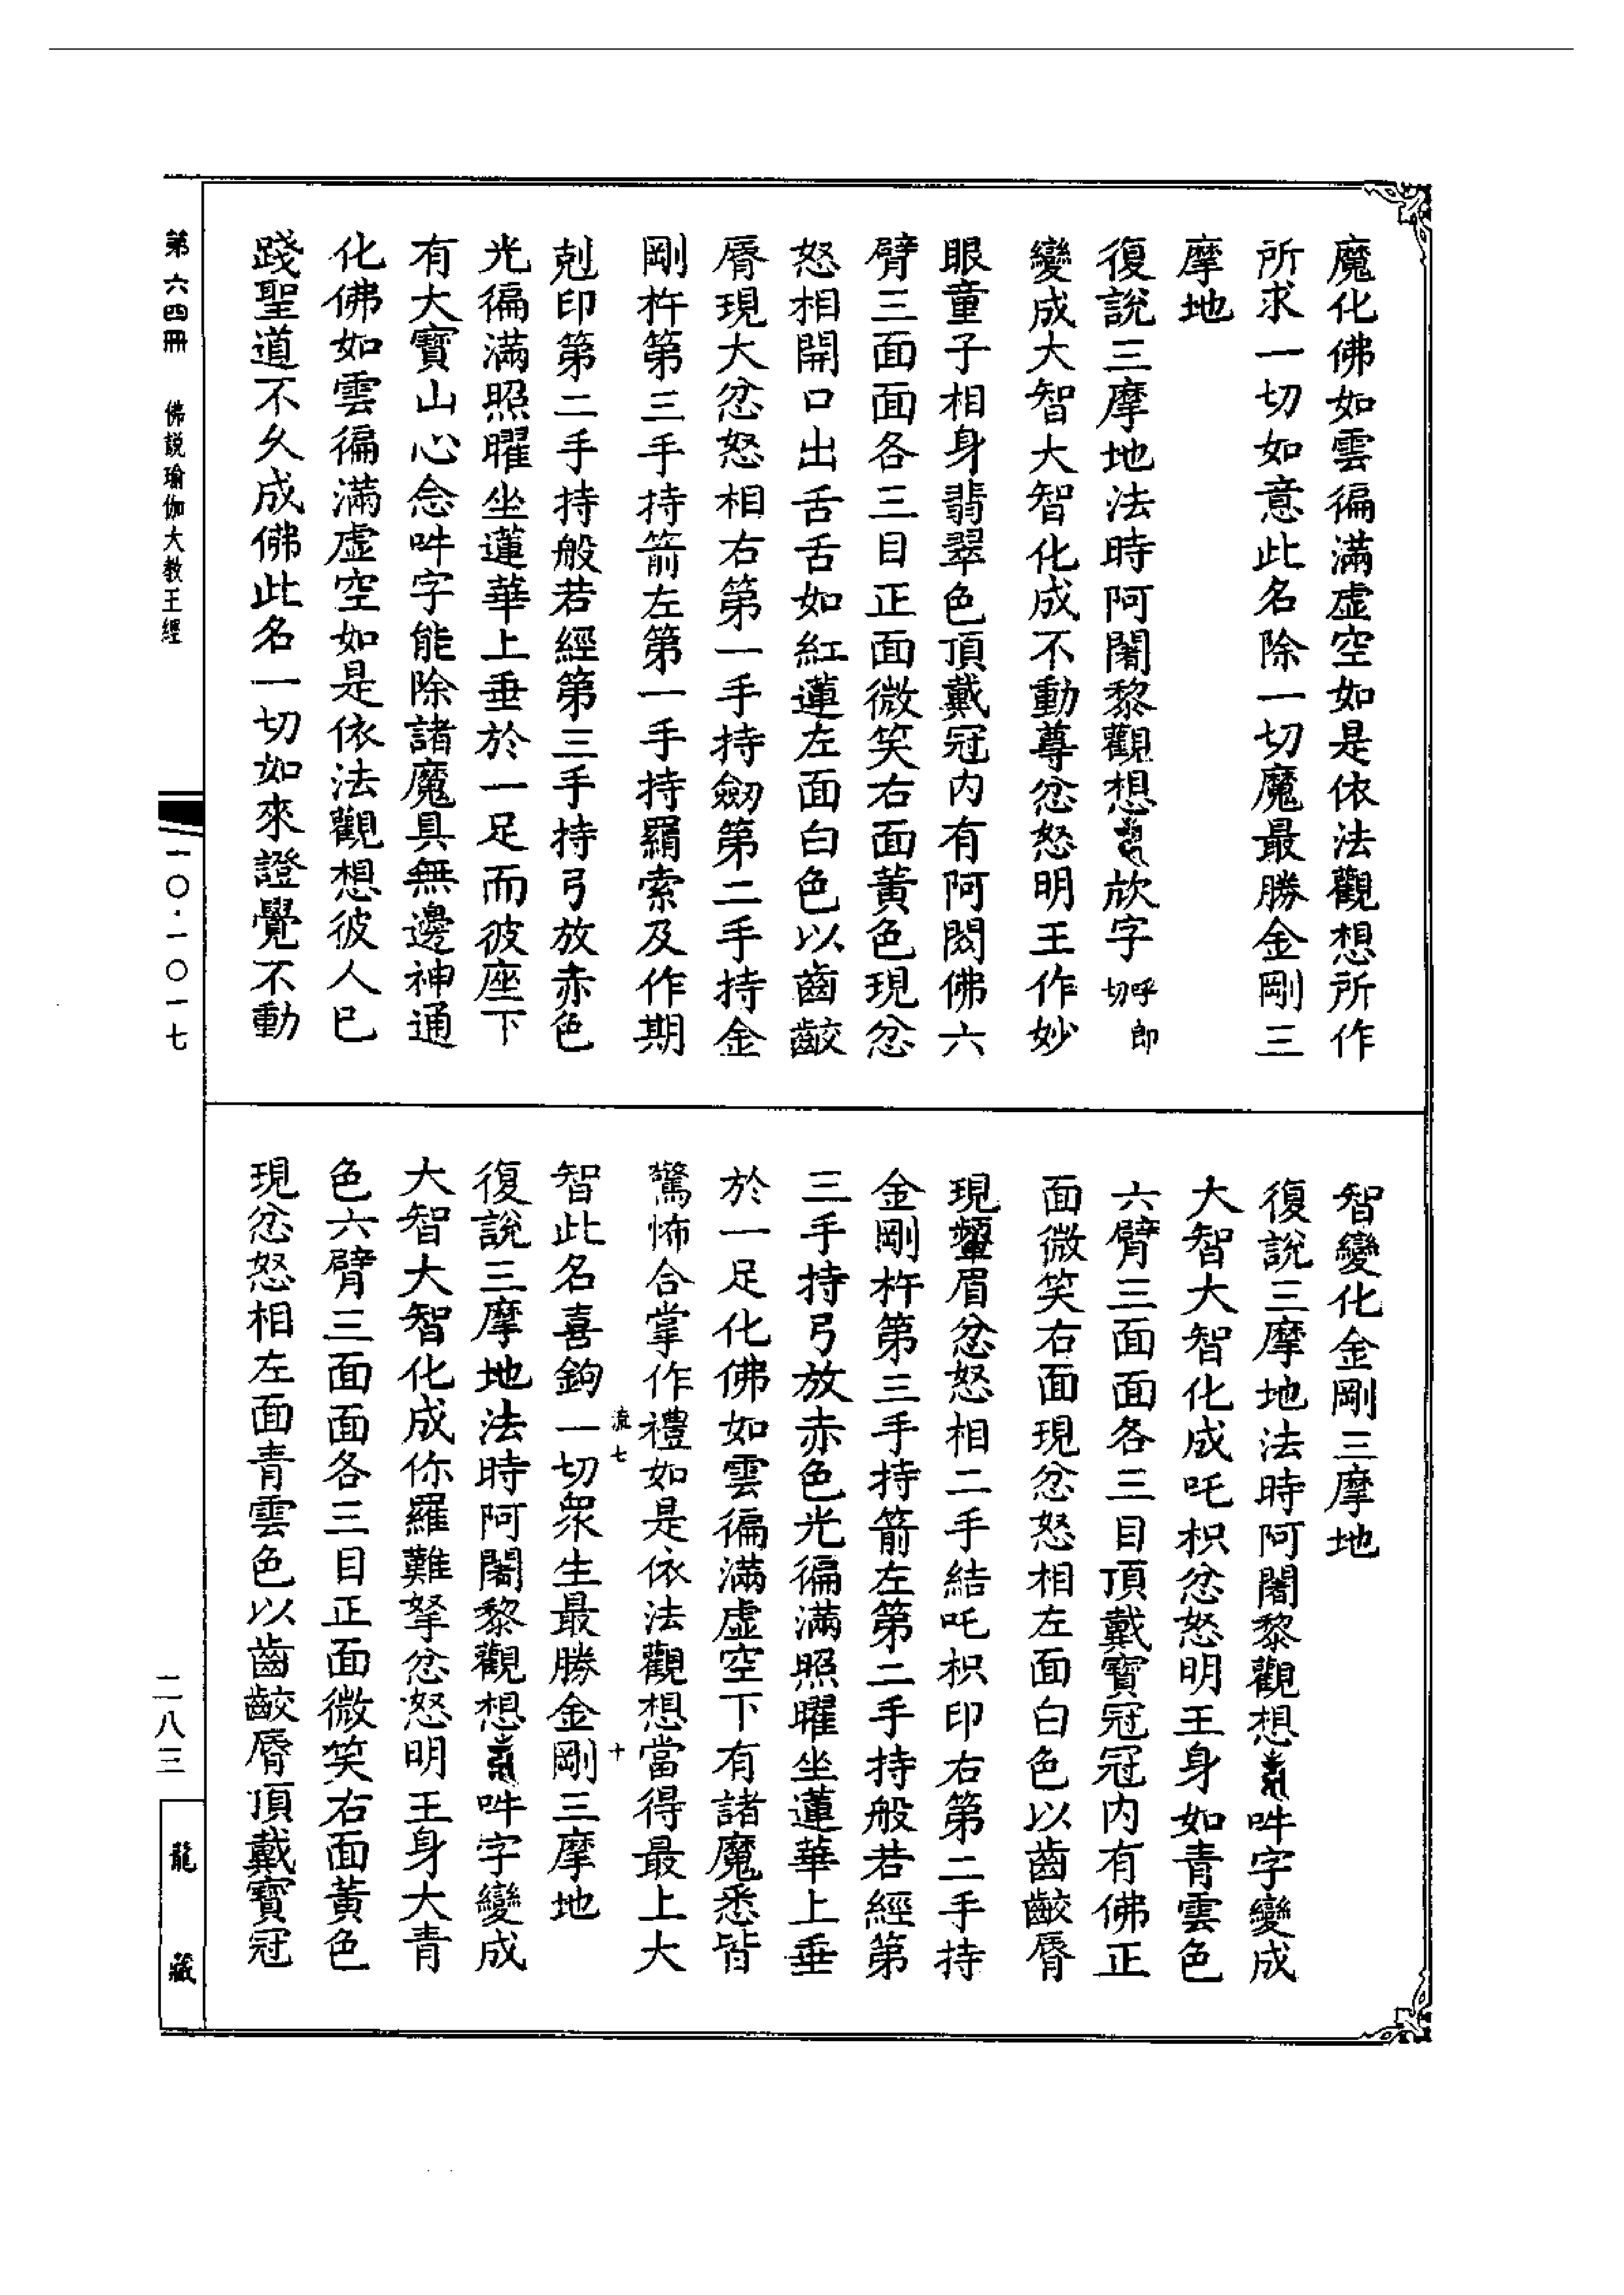 魔化佛如雲徧滿虛空如是依法觀想所作
所求一切如意此名除一切魔最勝金剛三
摩地
復說三摩地法時阿闍黎觀想𤙖字呼郎切
變成大智大智化成不動尊忿怒明王作妙
眼童子相身翡翠色頂戴冠內有阿閦佛六
臂三面面各三目正面微笑右面黃色現忿
怒相開口出舌舌如紅蓮左面白色以齒齩
脣現大忿怒相右第一手持劒第二手持金
剛杵第三手持箭左第一手持羂索及作期
剋印第二手持般若經第三手持弓放赤色
光徧滿照曜坐蓮華上垂於一足而彼座下
有大寶山心念吽字能除諸魔具無邊神通
化佛如雲徧滿虛空如是依法觀想彼人已
踐聖道不久成佛此名一切如來證覺不動
智變化金剛三摩地
復說三摩地法時阿闍黎觀想吽字變成
大智大智化成吒枳忿怒明王身如青雲色
六臂三面面各三目頂戴寶冠冠內有佛正
面微笑右面現忿怒相左面白色以齒齩脣
現顰眉忿怒相二手結吒枳印右第二手持
金剛杵第三手持箭左第二手持般若經第
三手持弓放赤色光徧滿照曜坐蓮華上垂
於一足化佛如雲徧滿虛空下有諸魔悉皆
驚怖合掌作禮如是依法觀想當得最上大
智此名喜鉤一切衆生最勝金剛三摩地
流七 十
復說三摩地法時阿闍黎觀想吽字變成
大智大智化成你羅難拏忿怒明王身大青
色六臂三面面各三目正面微笑右面黃色
現忿怒相左面青雲色以齒齩脣頂戴寶冠
第六四冊 佛説瑜伽大教王經
一〇·一〇一七
二八三
龍藏